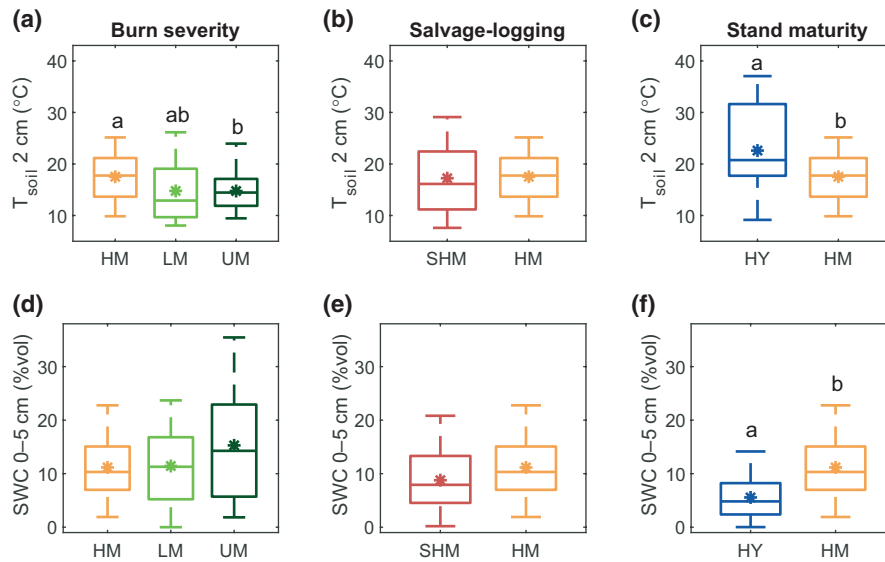 (a) Burn severity
(b) Salvage-logging
(c) Stand maturity
T_soil 2 cm (°C)
40
30
20
10
a ab b
HM LM UM
T_soil 2 cm (°C)
40
30
20
10
SHM HM
T_soil 2 cm (°C)
40
30
20
10
a b
HY HM
(d)
SWC 0–5 cm (%vol)
30
20
10
0
HM LM UM
(e)
SWC 0–5 cm (%vol)
30
20
10
0
SHM HM
(f)
SWC 0–5 cm (%vol)
30
20
10
0
a b
HY HM